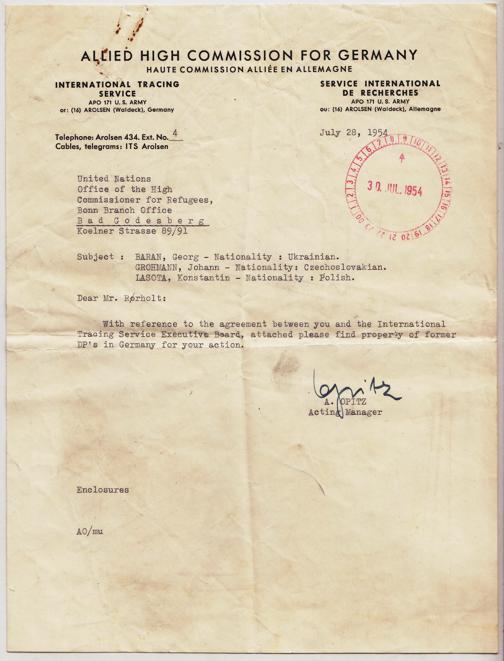 ALLIED HIGH COMMISSION FOR GERMANY
HAUTE COMMISSION ALLIÉE EN ALLEMAGNE
INTERNATIONAL TRACING
SERVICE
APO 171 U. S. ARMY
or: (16) AROLSEN (Waldeck), Germany
SERVICE INTERNATIONAL
DE RECHERCHES
APO 171 U. S. ARMY
ou: (16) AROLSEN (Waldeck), Allemagne
Telephone: Arolsen 434. Ext. No. 4
Cables, telegrams: ITS Arolsen
July 28, 1954
30. JUL. 1954
United Nations
Office of the High
Commissioner for Refugees,
Bonn Branch Office
Bad Godesberg
Koelner Strasse 89/91
Subject : BARAN, Georg - Nationality : Ukrainian.
GROHMANN, Johann - Nationality: Czechoslovakian.
LASOTA, Konstantin - Nationality : Polish.
Dear Mr. Rørholt:
With reference to the agreement between you and the International
Tracing Service Executive Board, attached please find property of former
DP's in Germany for your action.
Opitz
A. OPITZ
Acting Manager
Enclosures
AO/mu